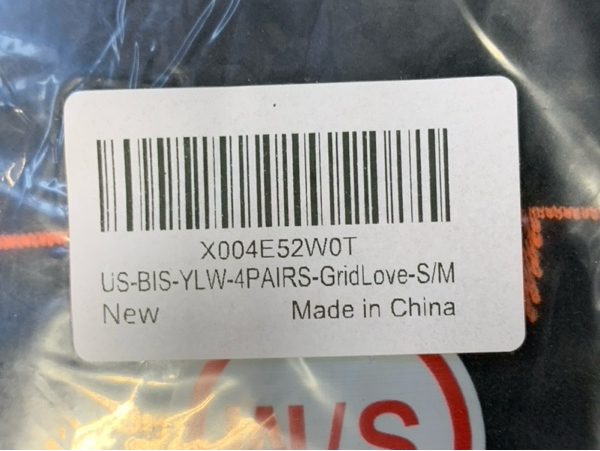 X004E52W0T
US-BIS-YLW-4PAIRS-GridLove-S/M
New Made in China